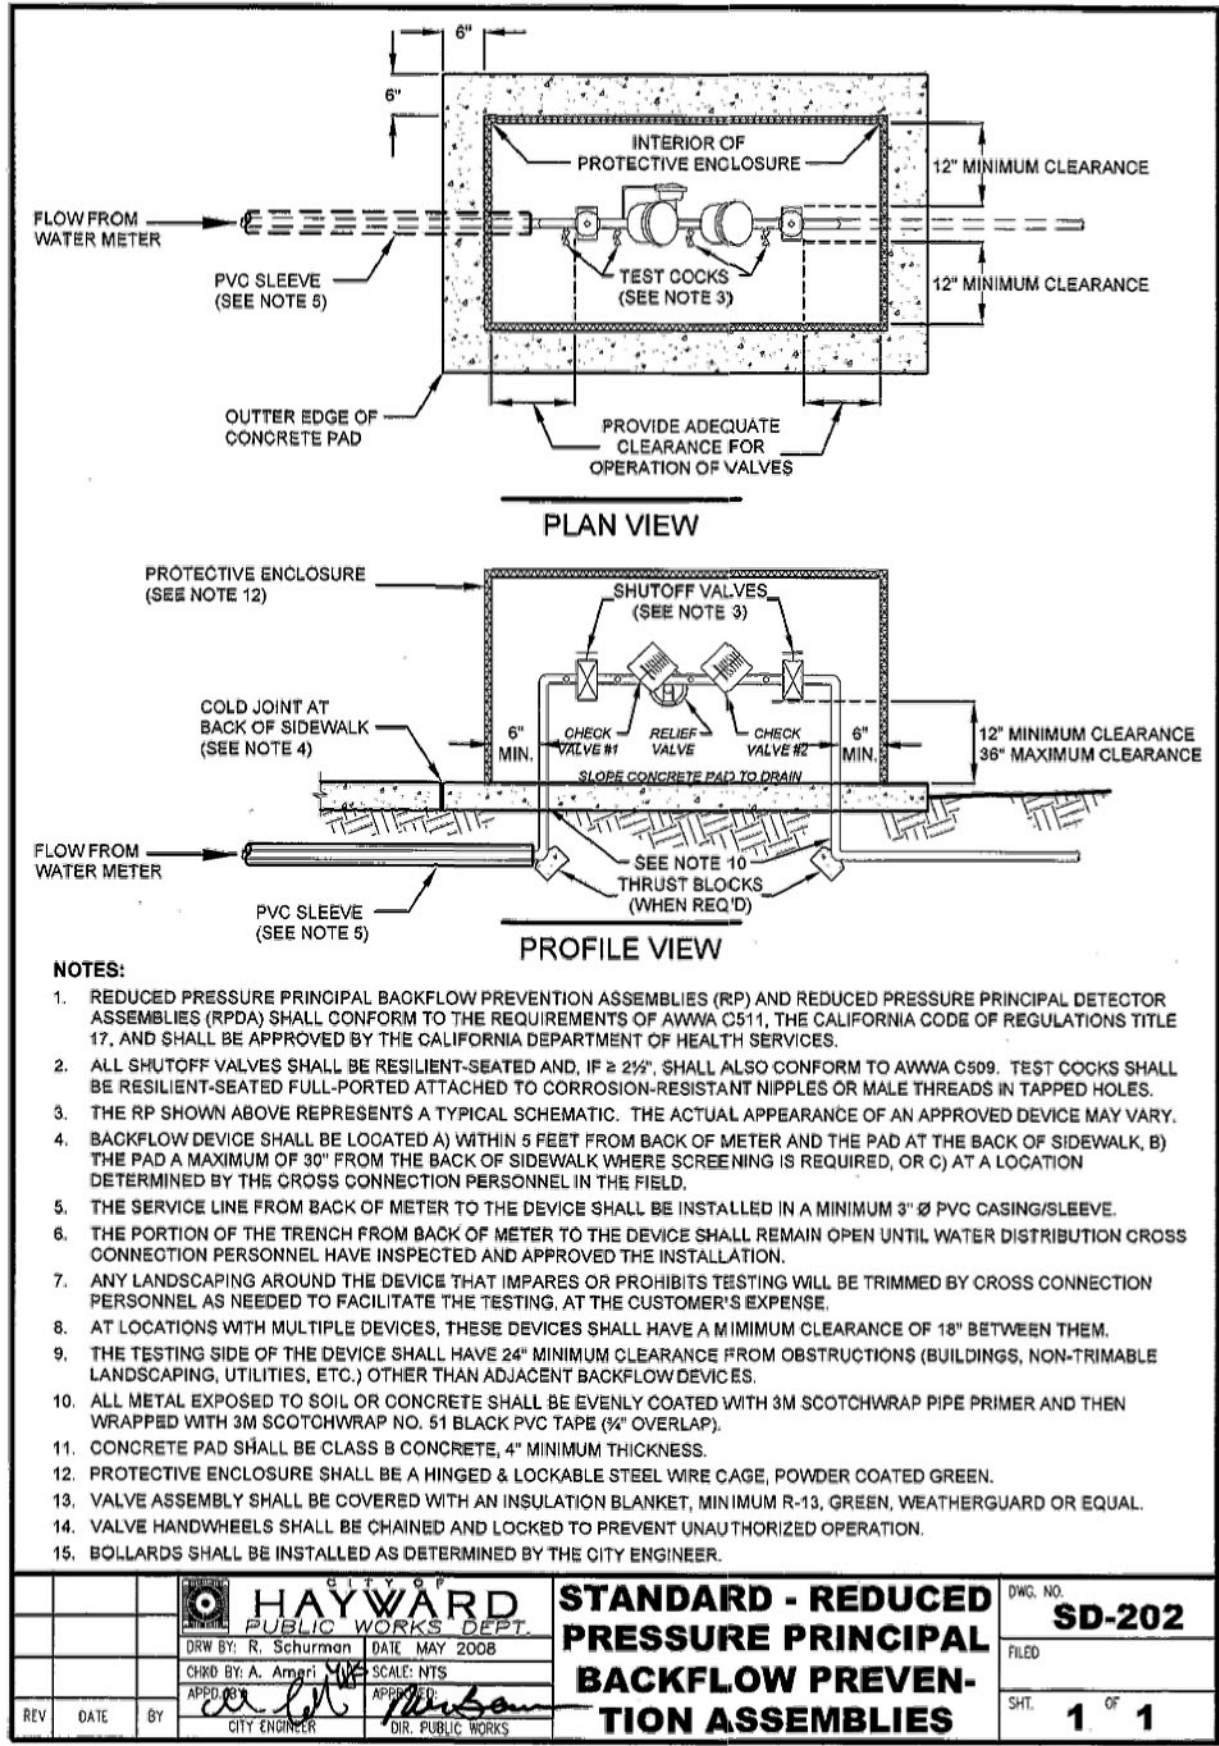 6"
6"
INTERIOR OF
PROTECTIVE ENCLOSURE
12" MINIMUM CLEARANCE
FLOW FROM
WATER METER
PVC SLEEVE
(SEE NOTE 5)
TEST COCKS
(SEE NOTE 3)
12" MINIMUM CLEARANCE
OUTTER EDGE OF
CONCRETE PAD
PROVIDE ADEQUATE
CLEARANCE FOR
OPERATION OF VALVES
PLAN VIEW
PROTECTIVE ENCLOSURE
(SEE NOTE 12)
SHUTOFF VALVES
(SEE NOTE 3)
COLD JOINT AT
BACK OF SIDEWALK
(SEE NOTE 4)
6"
MIN.
CHECK
VALVE #1
RELIEF
VALVE
CHECK
VALVE #2
6"
MIN.
12" MINIMUM CLEARANCE
36" MAXIMUM CLEARANCE
SLOPE CONCRETE PAD TO DRAIN
FLOW FROM
WATER METER
SEE NOTE 10
THRUST BLOCKS
(WHEN REQ'D)
PVC SLEEVE
(SEE NOTE 5)
PROFILE VIEW
NOTES:
1. REDUCED PRESSURE PRINCIPAL BACKFLOW PREVENTION ASSEMBLIES (RP) AND REDUCED PRESSURE PRINCIPAL DETECTOR
ASSEMBLIES (RPDA) SHALL CONFORM TO THE REQUIREMENTS OF AWWA C511, THE CALIFORNIA CODE OF REGULATIONS TITLE
17, AND SHALL BE APPROVED BY THE CALIFORNIA DEPARTMENT OF HEALTH SERVICES.
2. ALL SHUTOFF VALVES SHALL BE RESILIENT-SEATED AND, IF ≥ 2½", SHALL ALSO CONFORM TO AWWA C509. TEST COCKS SHALL
BE RESILIENT-SEATED FULL-PORTED ATTACHED TO CORROSION-RESISTANT NIPPLES OR MALE THREADS IN TAPPED HOLES.
3. THE RP SHOWN ABOVE REPRESENTS A TYPICAL SCHEMATIC. THE ACTUAL APPEARANCE OF AN APPROVED DEVICE MAY VARY.
4. BACKFLOW DEVICE SHALL BE LOCATED A) WITHIN 5 FEET FROM BACK OF METER AND THE PAD AT THE BACK OF SIDEWALK, B)
THE PAD A MAXIMUM OF 30" FROM THE BACK OF SIDEWALK WHERE SCREENING IS REQUIRED, OR C) AT A LOCATION
DETERMINED BY THE CROSS CONNECTION PERSONNEL IN THE FIELD.
5. THE SERVICE LINE FROM BACK OF METER TO THE DEVICE SHALL BE INSTALLED IN A MINIMUM 3" Ø PVC CASING/SLEEVE.
6. THE PORTION OF THE TRENCH FROM BACK OF METER TO THE DEVICE SHALL REMAIN OPEN UNTIL WATER DISTRIBUTION CROSS
CONNECTION PERSONNEL HAVE INSPECTED AND APPROVED THE INSTALLATION.
7. ANY LANDSCAPING AROUND THE DEVICE THAT IMPARES OR PROHIBITS TESTING WILL BE TRIMMED BY CROSS CONNECTION
PERSONNEL AS NEEDED TO FACILITATE THE TESTING, AT THE CUSTOMER'S EXPENSE.
8. AT LOCATIONS WITH MULTIPLE DEVICES, THESE DEVICES SHALL HAVE A MIMIMUM CLEARANCE OF 18" BETWEEN THEM.
9. THE TESTING SIDE OF THE DEVICE SHALL HAVE 24" MINIMUM CLEARANCE FROM OBSTRUCTIONS (BUILDINGS, NON-TRIMABLE
LANDSCAPING, UTILITIES, ETC.) OTHER THAN ADJACENT BACKFLOW DEVICES.
10. ALL METAL EXPOSED TO SOIL OR CONCRETE SHALL BE EVENLY COATED WITH 3M SCOTCHWRAP PIPE PRIMER AND THEN
WRAPPED WITH 3M SCOTCHWRAP NO. 51 BLACK PVC TAPE (¾" OVERLAP).
11. CONCRETE PAD SHALL BE CLASS B CONCRETE, 4" MINIMUM THICKNESS.
12. PROTECTIVE ENCLOSURE SHALL BE A HINGED & LOCKABLE STEEL WIRE CAGE, POWDER COATED GREEN.
13. VALVE ASSEMBLY SHALL BE COVERED WITH AN INSULATION BLANKET, MINIMUM R-13, GREEN, WEATHERGUARD OR EQUAL.
14. VALVE HANDWHEELS SHALL BE CHAINED AND LOCKED TO PREVENT UNAUTHORIZED OPERATION.
15. BOLLARDS SHALL BE INSTALLED AS DETERMINED BY THE CITY ENGINEER.
REV DATE BY
CITY OF
HAYWARD
PUBLIC WORKS DEPT.
DRW BY: R. Schurman DATE MAY 2008
CHKD BY: A. Ameri SCALE: NTS
APPD. BY: APPROVED:
CITY ENGINEER DIR. PUBLIC WORKS
STANDARD - REDUCED
PRESSURE PRINCIPAL
BACKFLOW PREVEN-
TION ASSEMBLIES
DWG. NO.
SD-202
FILED
SHT. 1 OF 1